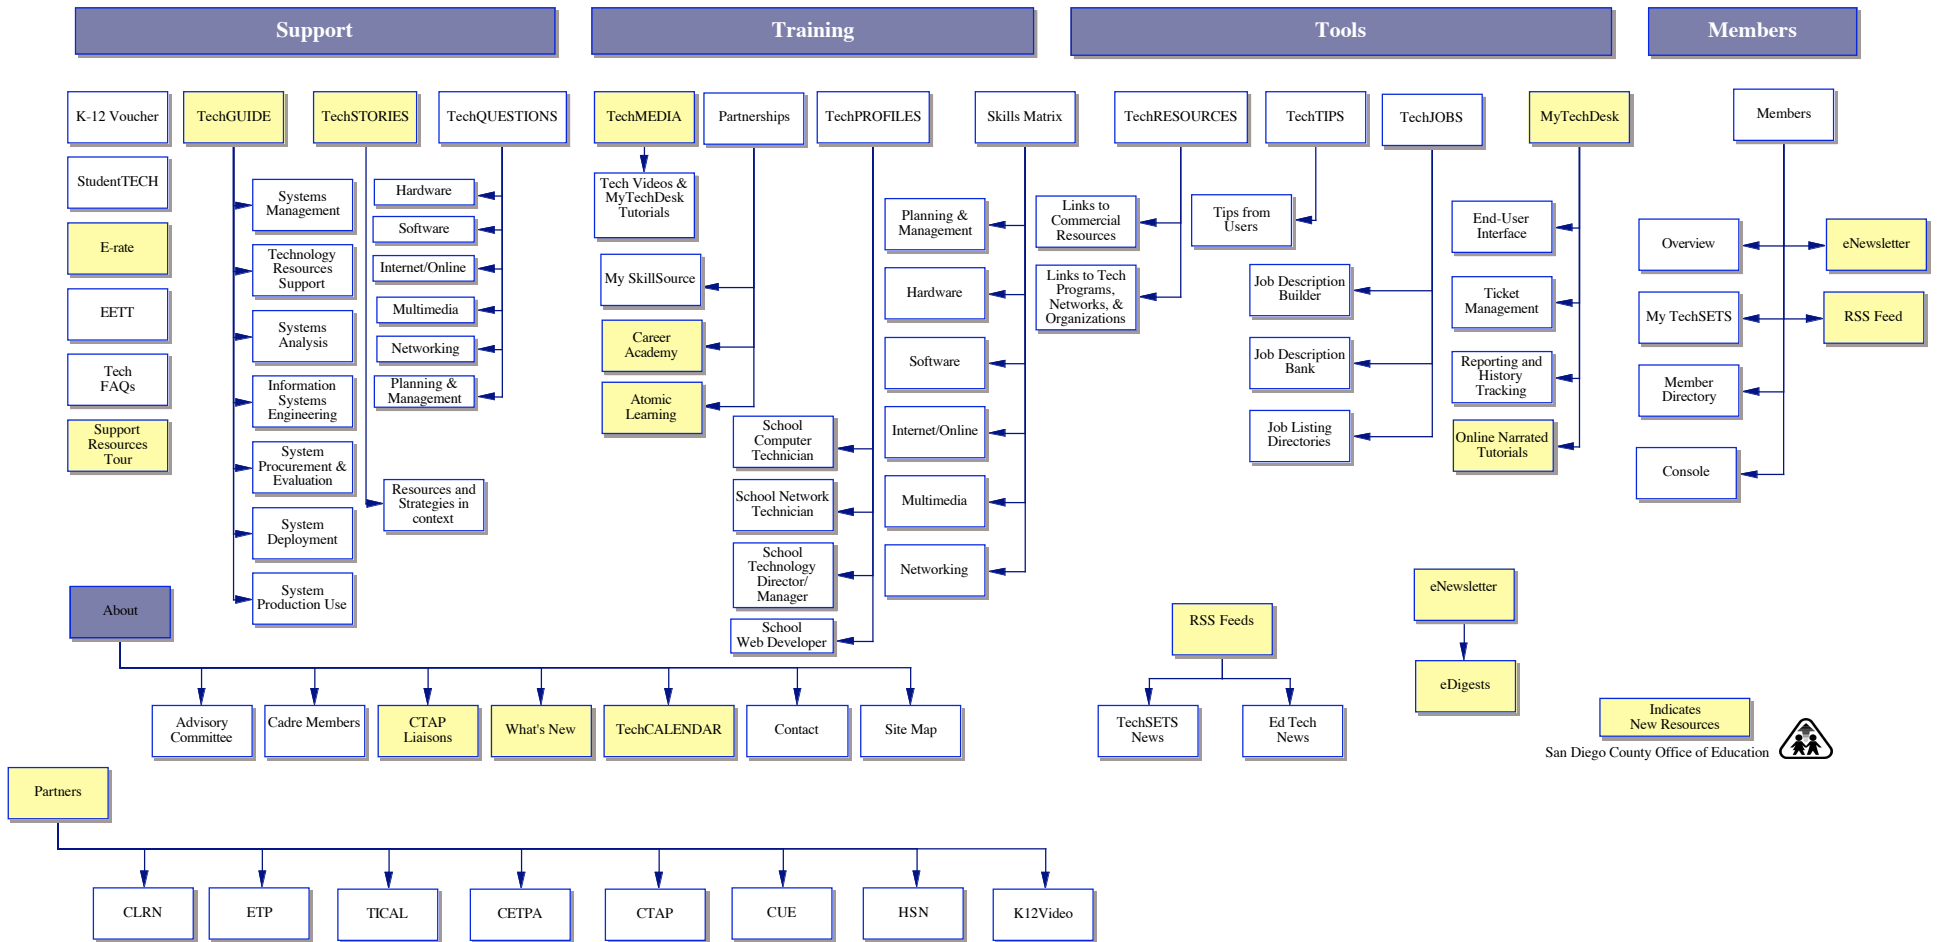 Support
Training
Tools
Members
K-12 Voucher
TechGUIDE
TechSTORIES
TechQUESTIONS
TechMEDIA
Partnerships
TechPROFILES
Skills Matrix
TechRESOURCES
TechTIPS
TechJOBS
MyTechDesk
Members
StudentTECH
E-rate
EETT
Tech
FAQs
Support
Resources
Tour
Systems
Management
Technology
Resources
Support
Systems
Analysis
Information
Systems
Engineering
System
Procurement &
Evaluation
System
Deployment
System
Production Use
Resources and
Strategies in
context
Hardware
Software
Internet/Online
Multimedia
Networking
Planning &
Management
Tech Videos &
MyTechDesk
Tutorials
My SkillSource
Career
Academy
Atomic
Learning
School
Computer
Technician
School Network
Technician
School
Technology
Director/
Manager
School
Web Developer
Planning &
Management
Hardware
Software
Internet/Online
Multimedia
Networking
Links to
Commercial
Resources
Links to Tech
Programs,
Networks, &
Organizations
Tips from
Users
Job Description
Builder
Job Description
Bank
Job Listing
Directories
End-User
Interface
Ticket
Management
Reporting and
History
Tracking
Online Narrated
Tutorials
Overview
eNewsletter
My TechSETS
RSS Feed
Member
Directory
Console
About
Advisory
Committee
Cadre Members
CTAP
Liaisons
What's New
TechCALENDAR
Contact
Site Map
RSS Feeds
TechSETS
News
Ed Tech
News
eNewsletter
eDigests
Indicates
New Resources
San Diego County Office of Education
Partners
CLRN
ETP
TICAL
CETPA
CTAP
CUE
HSN
K12Video